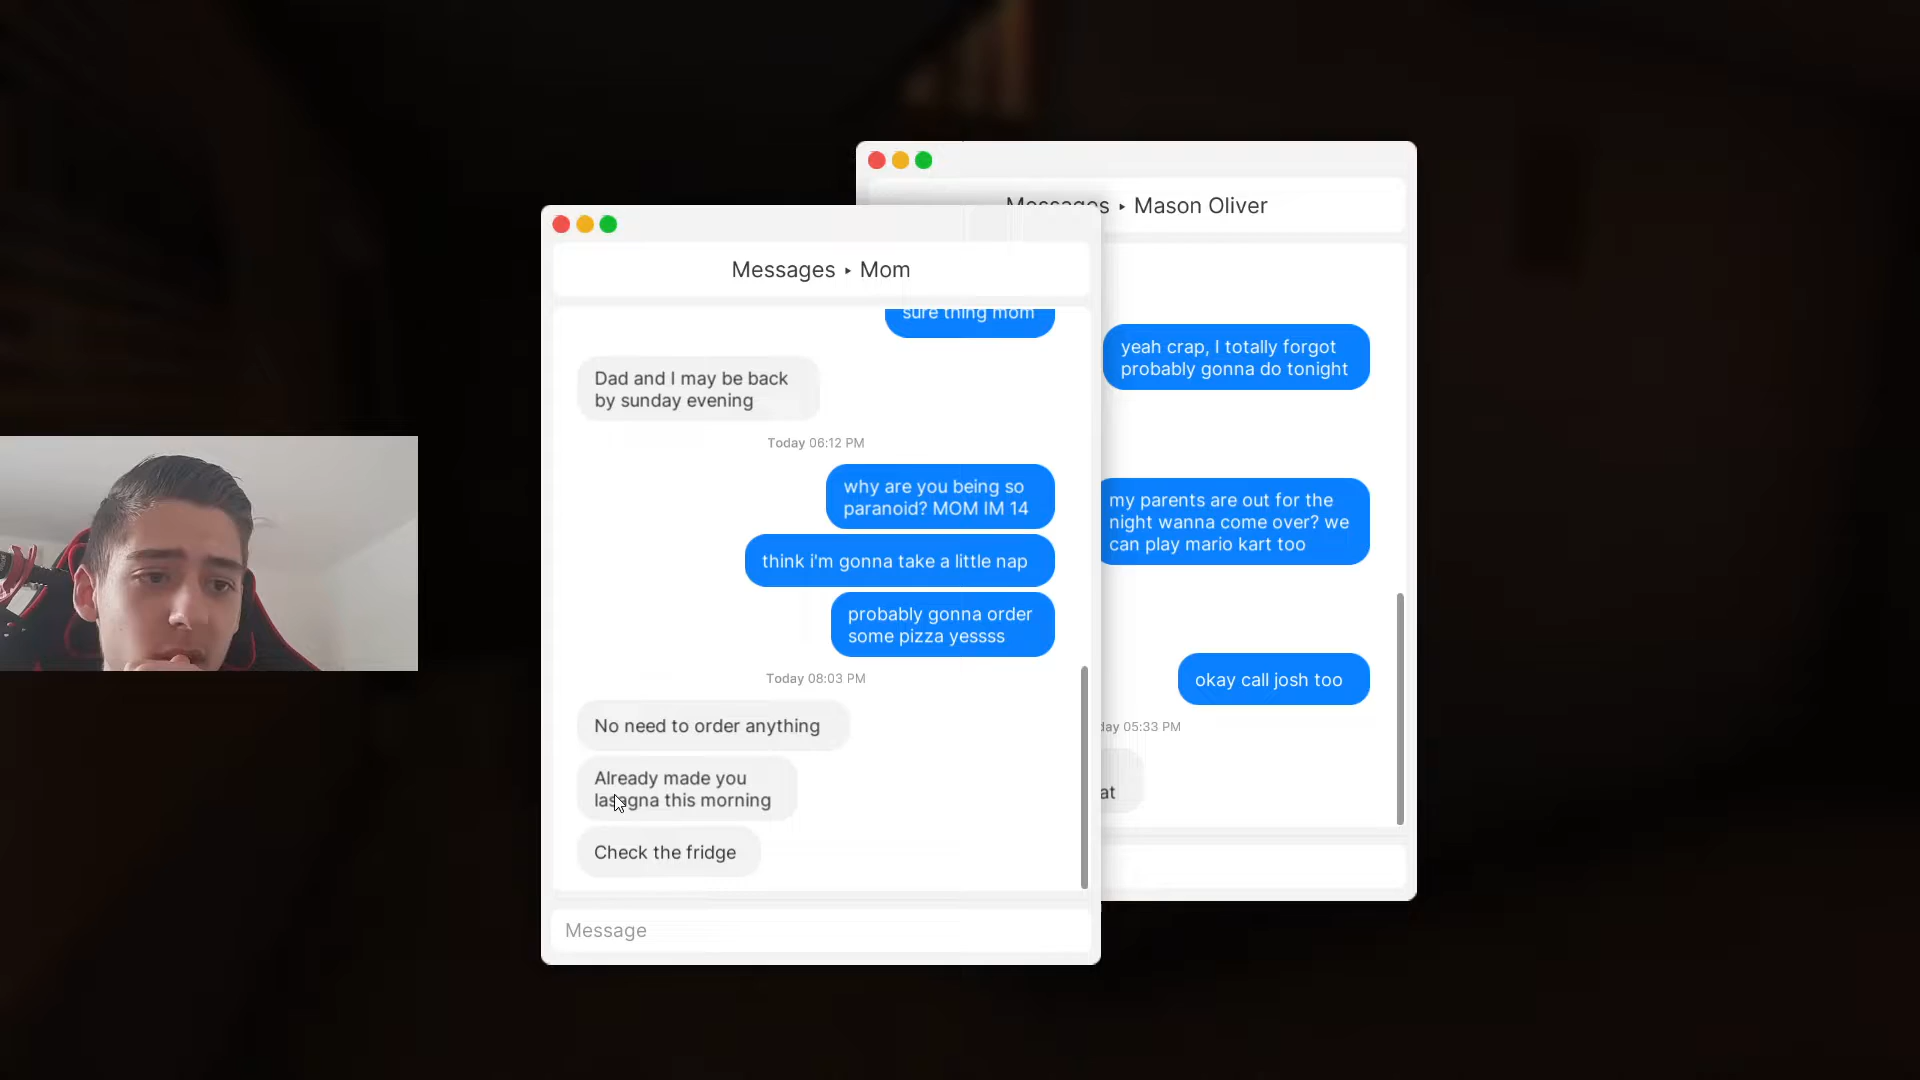 Messages ‣ Mason Oliver
yeah crap, I totally forgot
probably gonna do tonight
my parents are out for the
night wanna come over? we
can play mario kart too
okay call josh too
05:33 PM
at
Messages ‣ Mom
sure thing mom
Dad and I may be back
by sunday evening
Today 06:12 PM
why are you being so
paranoid? MOM IM 14
think i'm gonna take a little nap
probably gonna order
some pizza yessss
Today 08:03 PM
No need to order anything
Already made you
lasagna this morning
Check the fridge
Message